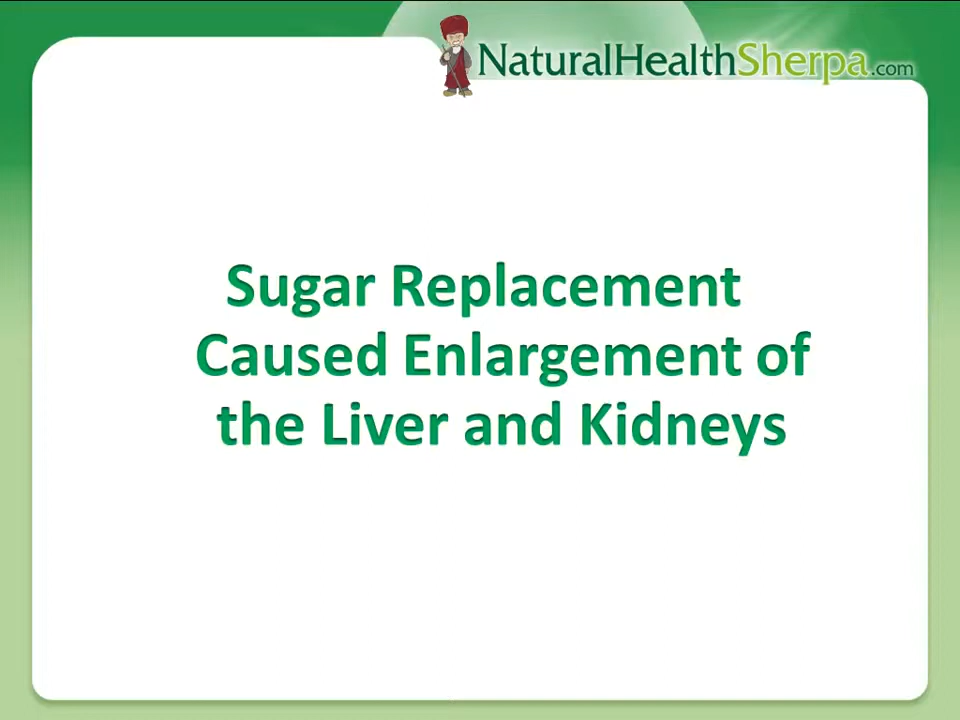 NaturalHealthSherpa.com
Sugar Replacement
Caused Enlargement of
the Liver and Kidneys